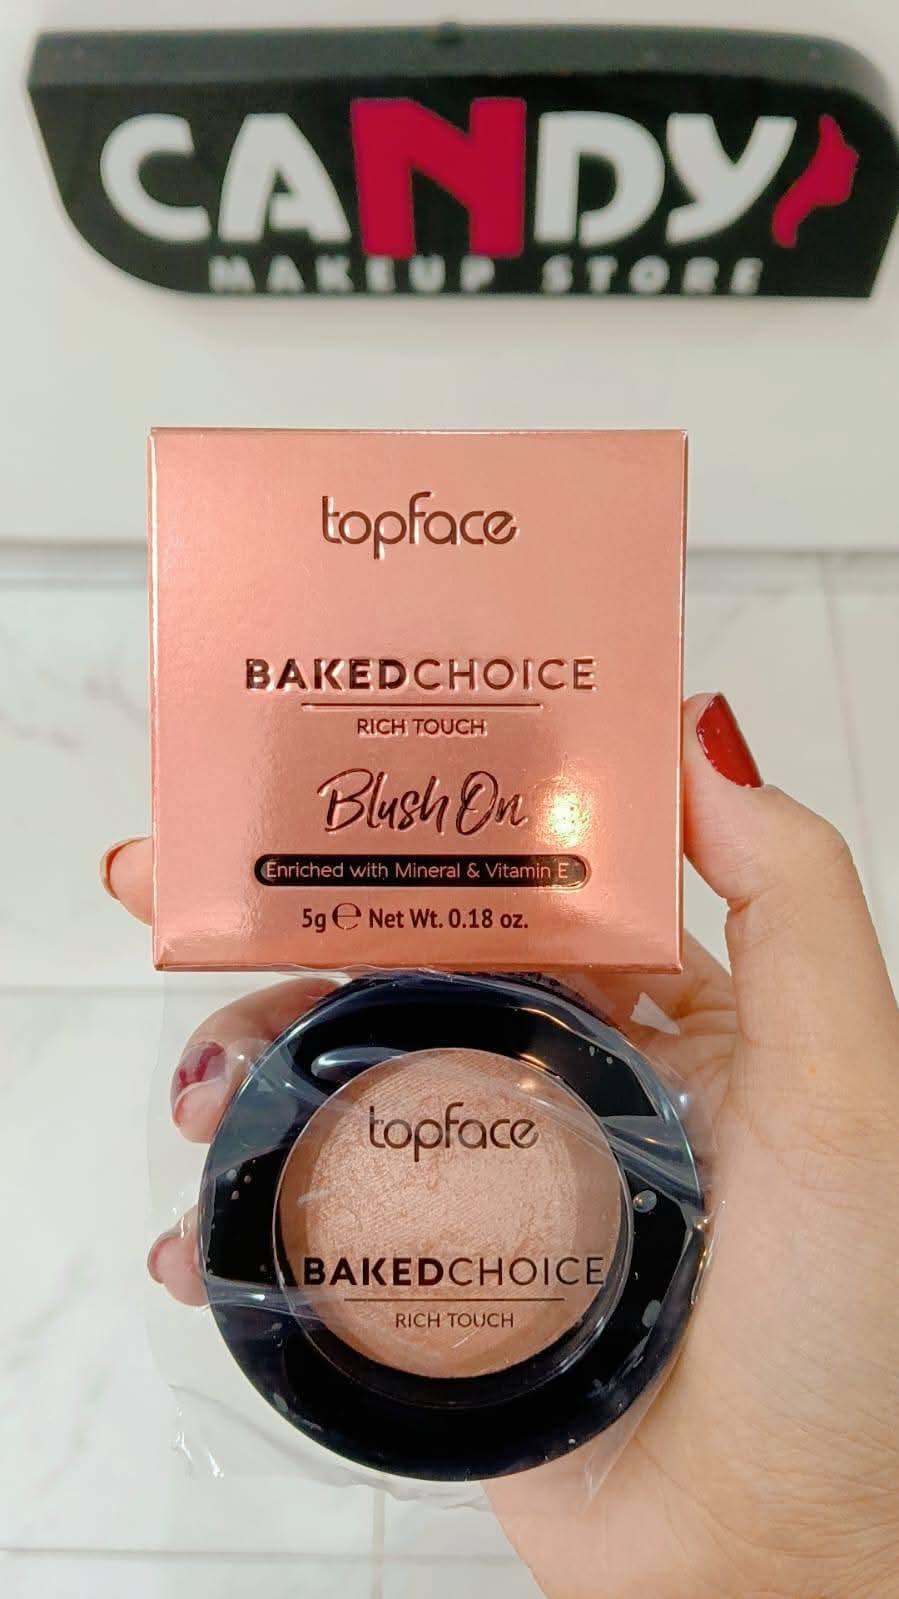 CANDY
MAKEUP STORE
topface
BAKEDCHOICE
RICH TOUCH
Blush On
Enriched with Mineral & Vitamin E
5g ℮ Net Wt. 0.18 oz.
topface
BAKEDCHOICE
RICH TOUCH